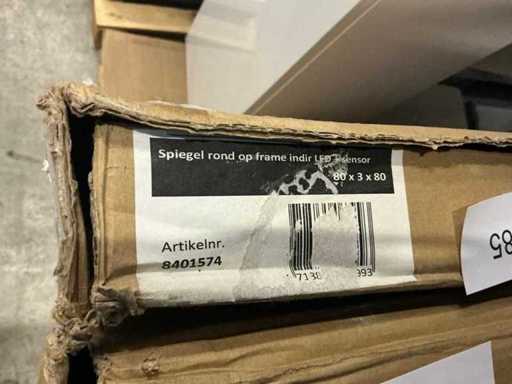 Spiegel rond op frame indir LED + sensor
80 x 3 x 80
Artikelnr.
8401574
85